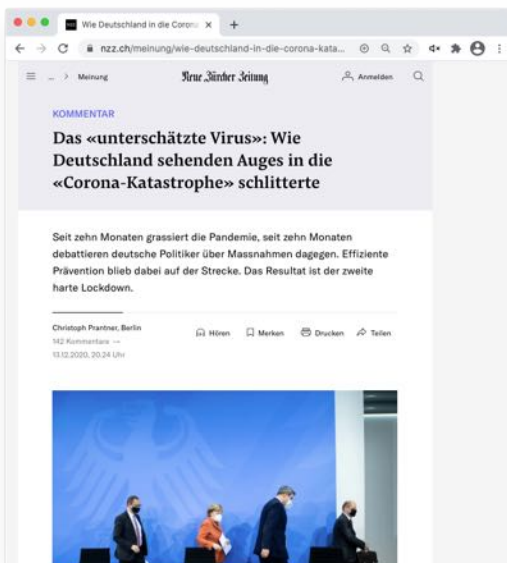 Wie Deutschland in die Corona
nzz.ch/meinung/wie-deutschland-in-die-corona-kata...
... > Meinung
Neue Zürcher Zeitung
Anmelden
KOMMENTAR
Das «unterschätzte Virus»: Wie
Deutschland sehenden Auges in die
«Corona-Katastrophe» schlitterte
Seit zehn Monaten grassiert die Pandemie, seit zehn Monaten
debattieren deutsche Politiker über Massnahmen dagegen. Effiziente
Prävention blieb dabei auf der Strecke. Das Resultat ist der zweite
harte Lockdown.
Christoph Prantner, Berlin
Hören Merken Drucken Teilen
142 Kommentare
13.12.2020, 20.24 Uhr